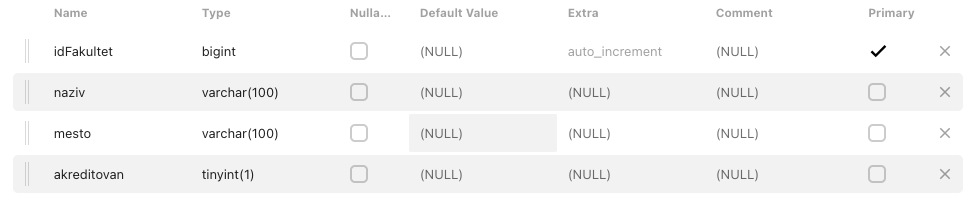 Name Type Nulla... Default Value Extra Comment Primary
idFakultet bigint (NULL) auto_increment (NULL)
naziv varchar(100) (NULL) (NULL) (NULL)
mesto varchar(100) (NULL) (NULL) (NULL)
akreditovan tinyint(1) (NULL) (NULL) (NULL)